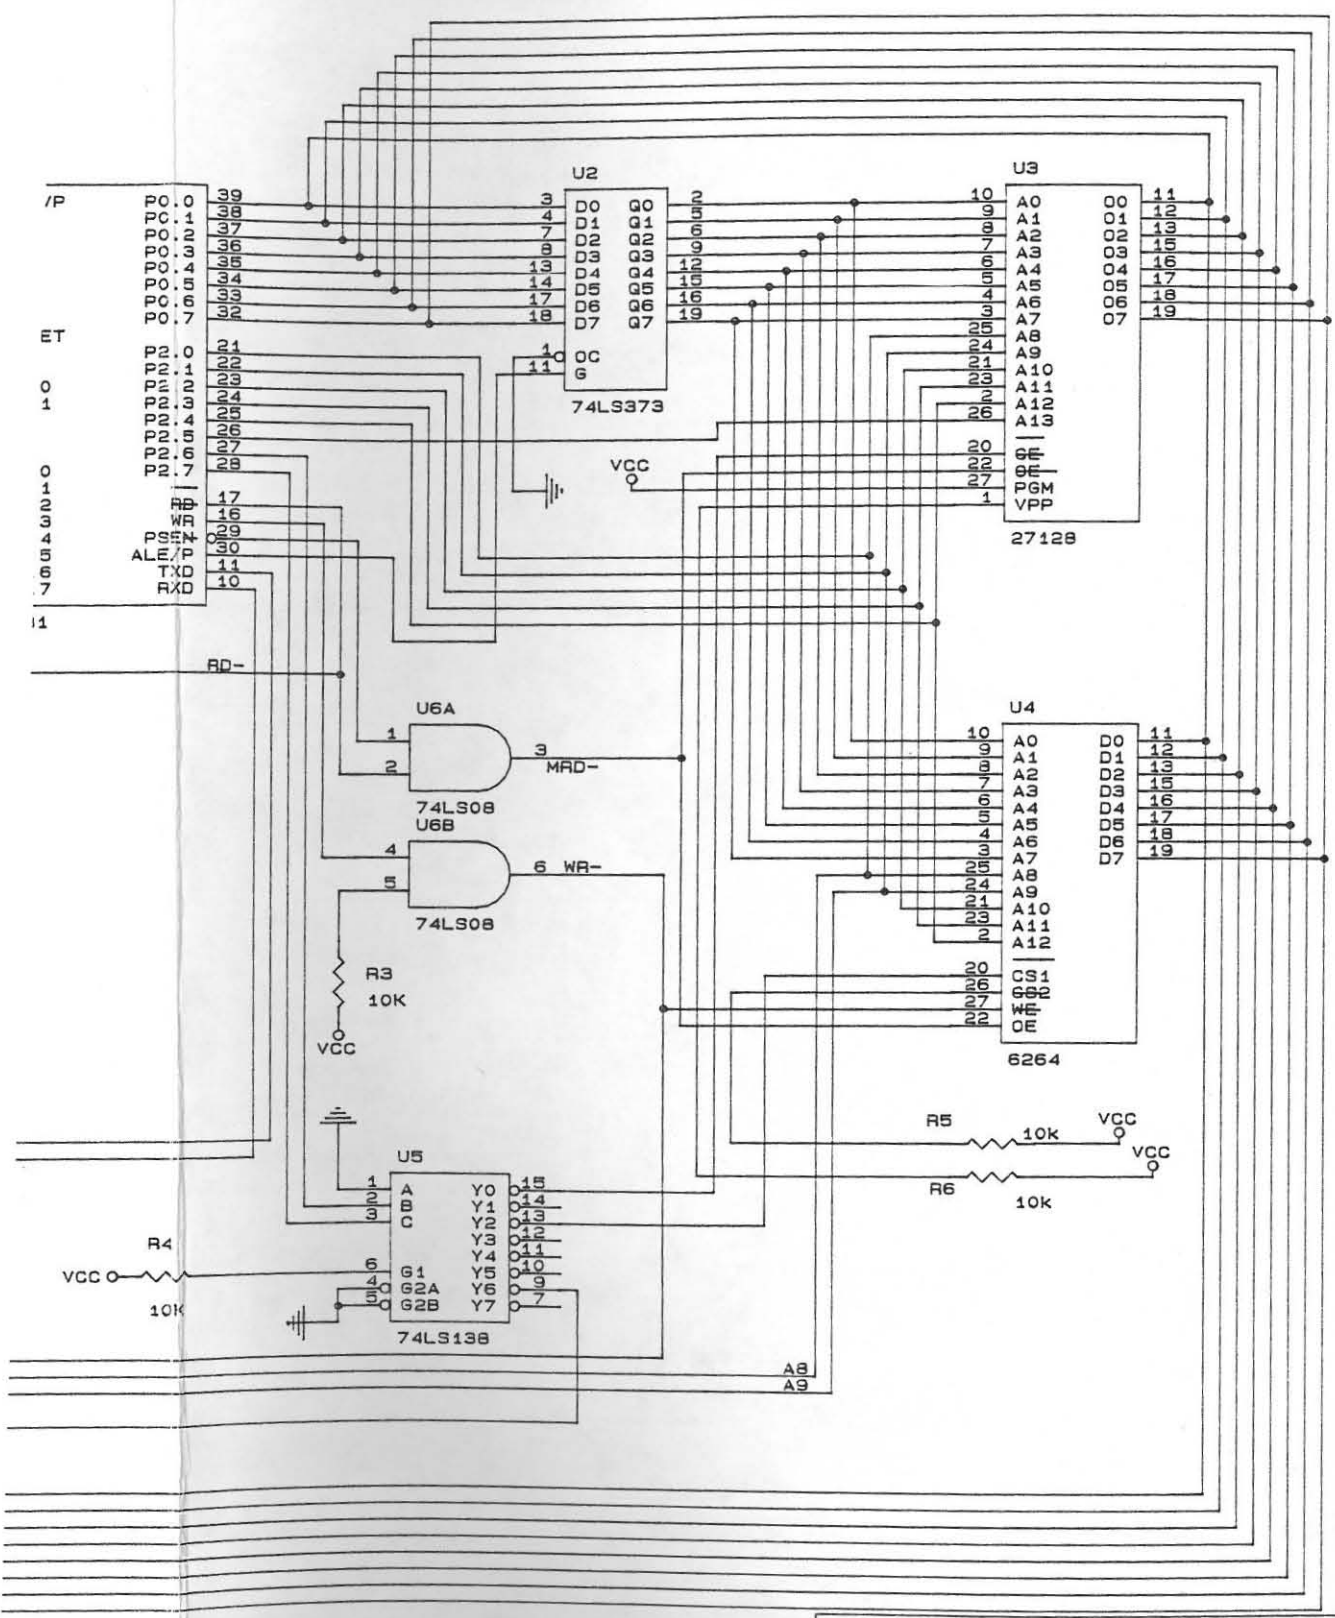 /P
ET
0
1
0
1
2
3
4
5
6
.7
11
P0.0 39
P0.1 38
P0.2 37
P0.3 36
P0.4 35
P0.5 34
P0.6 33
P0.7 32
P2.0 21
P2.1 22
P2.2 23
P2.3 24
P2.4 25
P2.5 26
P2.6 27
P2.7 28
RD 17
WR 16
PSEN 29
ALE/P 30
TXD 11
RXD 10
RD-
U2
3 D0 Q0 2
4 D1 Q1 5
7 D2 Q2 6
8 D3 Q3 9
13 D4 Q4 12
14 D5 Q5 15
17 D6 Q6 16
18 D7 Q7 19
1 OC
11 G
74LS373
VCC
U3
10 A0 O0 11
9 A1 O1 12
8 A2 O2 13
7 A3 O3 15
6 A4 O4 16
5 A5 O5 17
4 A6 O6 18
3 A7 O7 19
25 A8
24 A9
21 A10
23 A11
2 A12
26 A13
20 CE
22 OE
27 PGM
1 VPP
27128
U6A
1
2
3
MRD-
74LS08
U6B
4
5
6 WR-
74LS08
R3
10K
VCC
U4
10 A0 D0 11
9 A1 D1 12
8 A2 D2 13
7 A3 D3 15
6 A4 D4 16
5 A5 D5 17
4 A6 D6 18
3 A7 D7 19
25 A8
24 A9
21 A10
23 A11
2 A12
20 CS1
26 CS2
27 WE
22 OE
6264
R5 10k VCC
R6 10k VCC
U5
1 A Y0 15
2 B Y1 14
3 C Y2 13
Y3 12
Y4 11
6 G1 Y5 10
4 G2A Y6 9
5 G2B Y7 7
74LS138
R4
VCC
10K
A8
A9